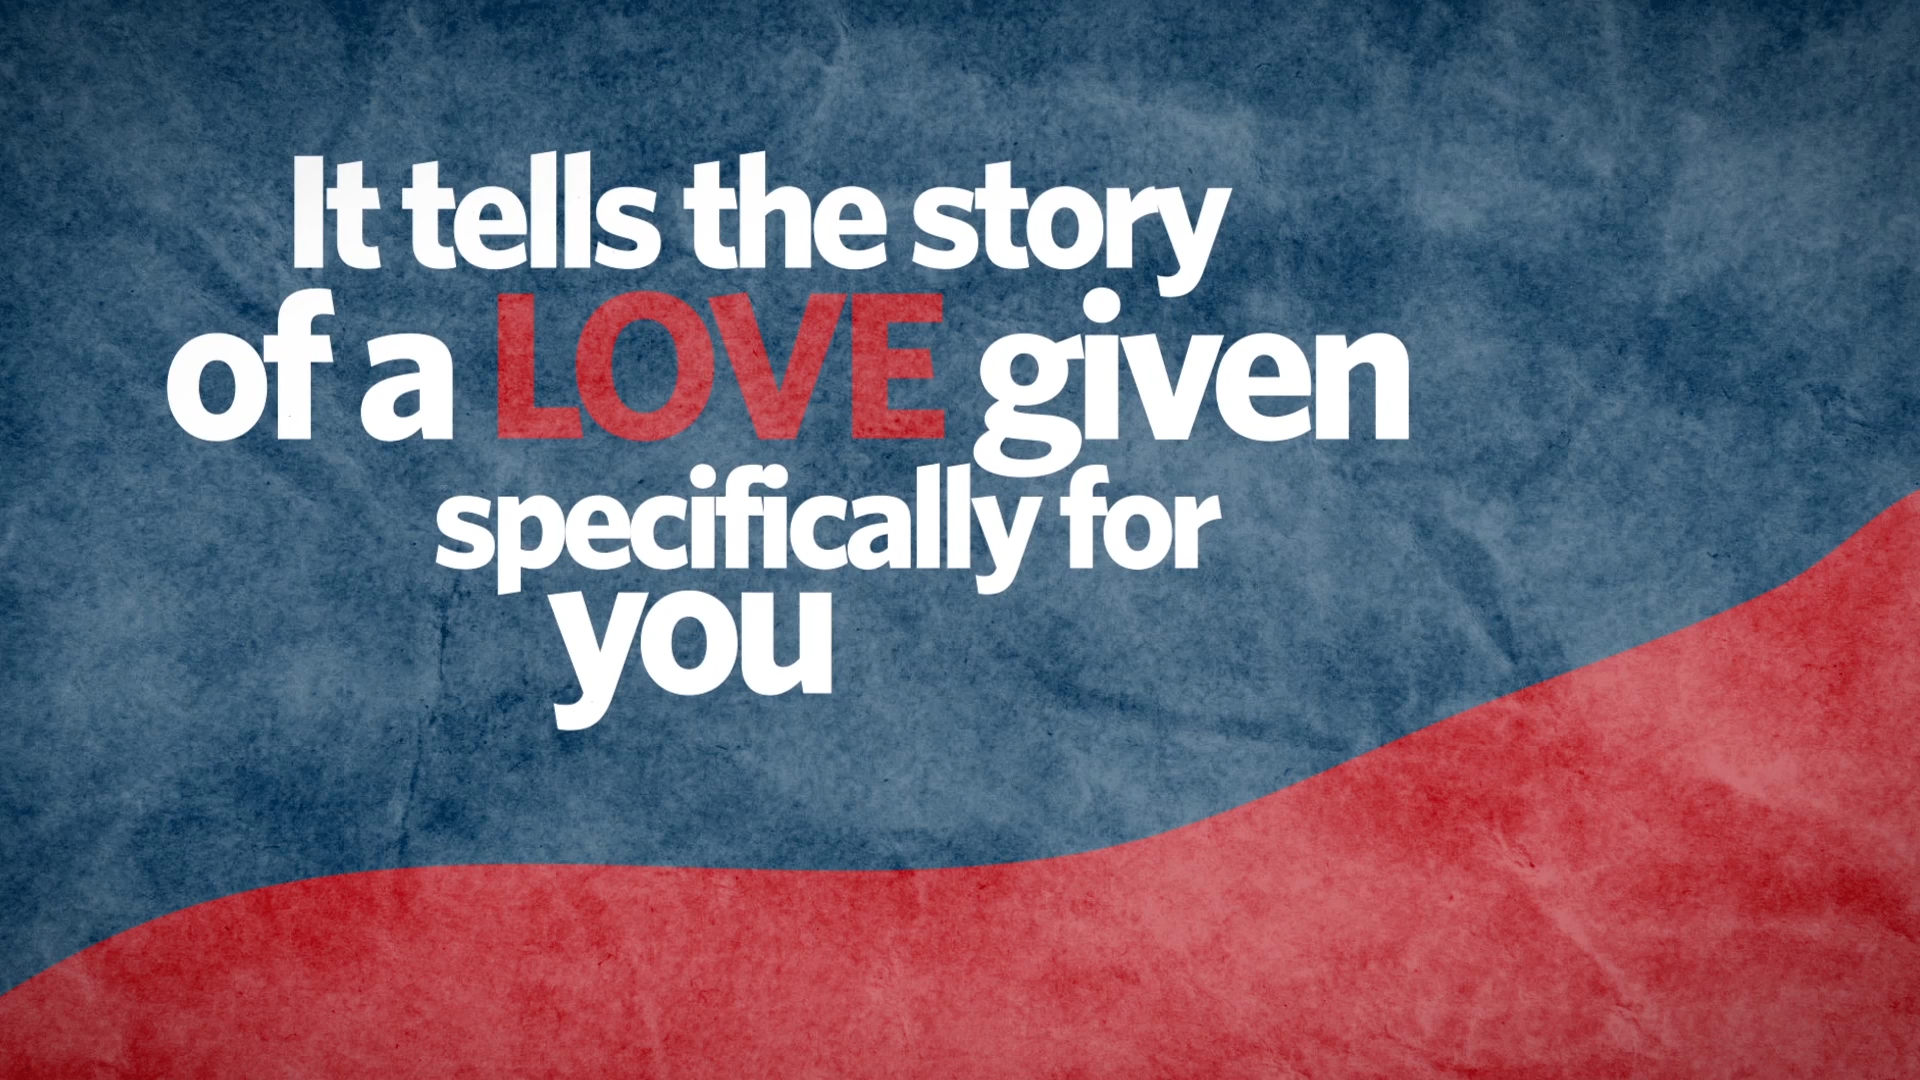 It tells the story
of a LOVE given
specifically for
you